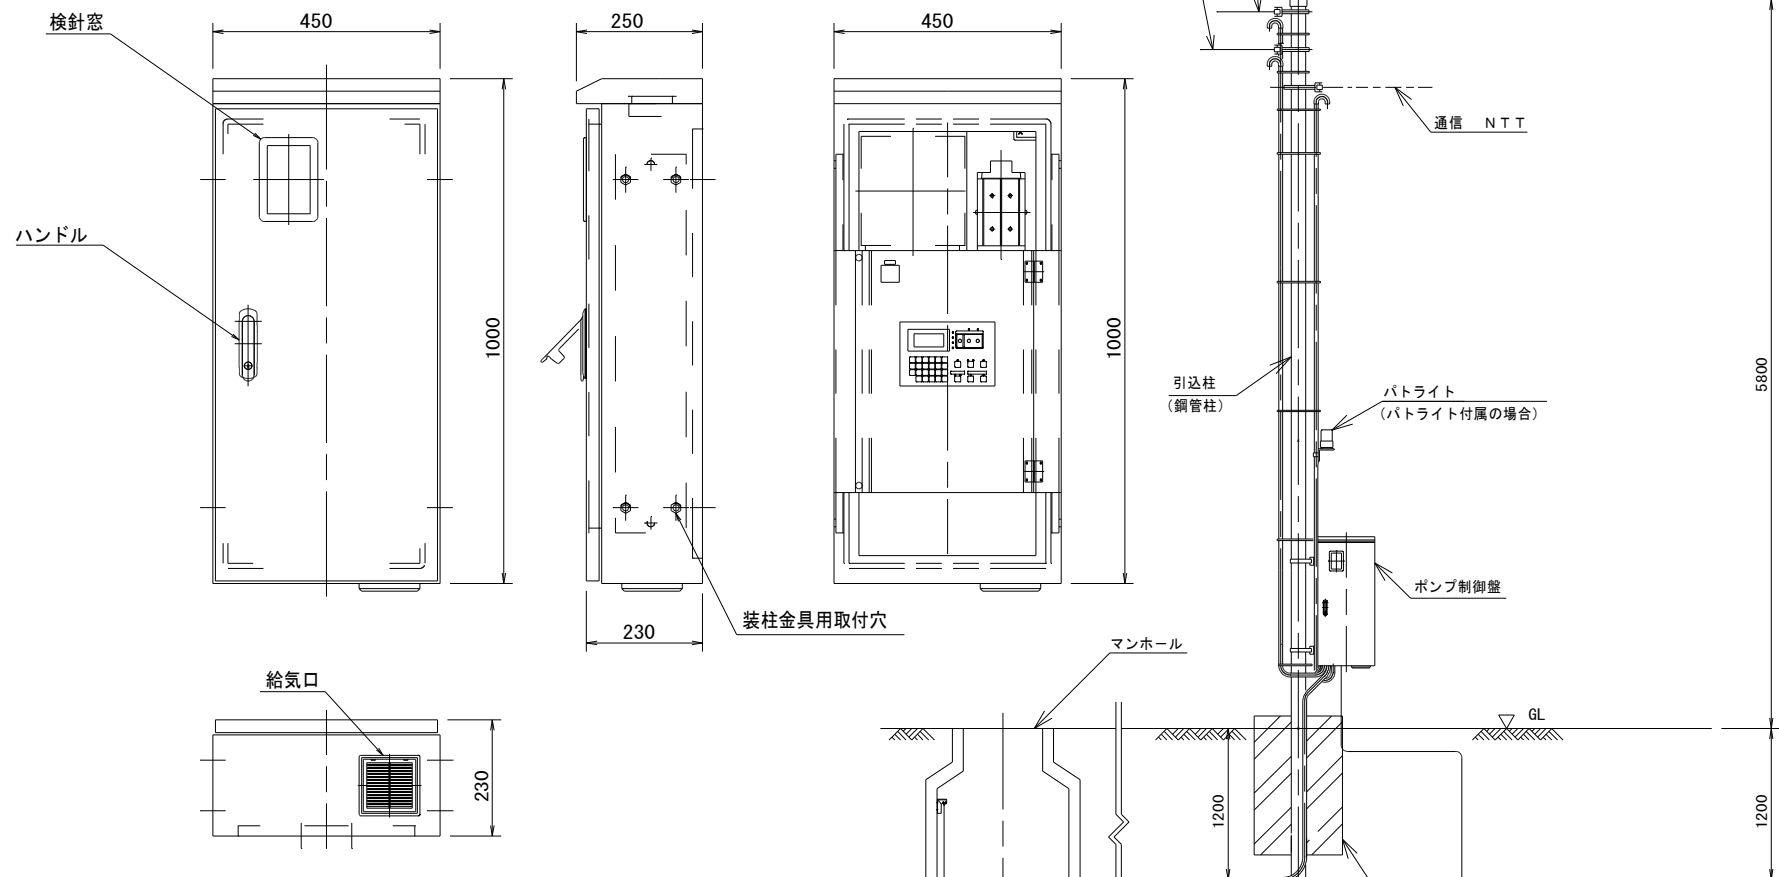 検針窓
450
250
450
通信　ＮＴＴ
ハンドル
1000
1000
5800
引込柱
(鋼管柱)
パトライト
(パトライト付属の場合)
ポンプ制御盤
装柱金具用取付穴
230
マンホール
給気口
GL
230
1200
1200